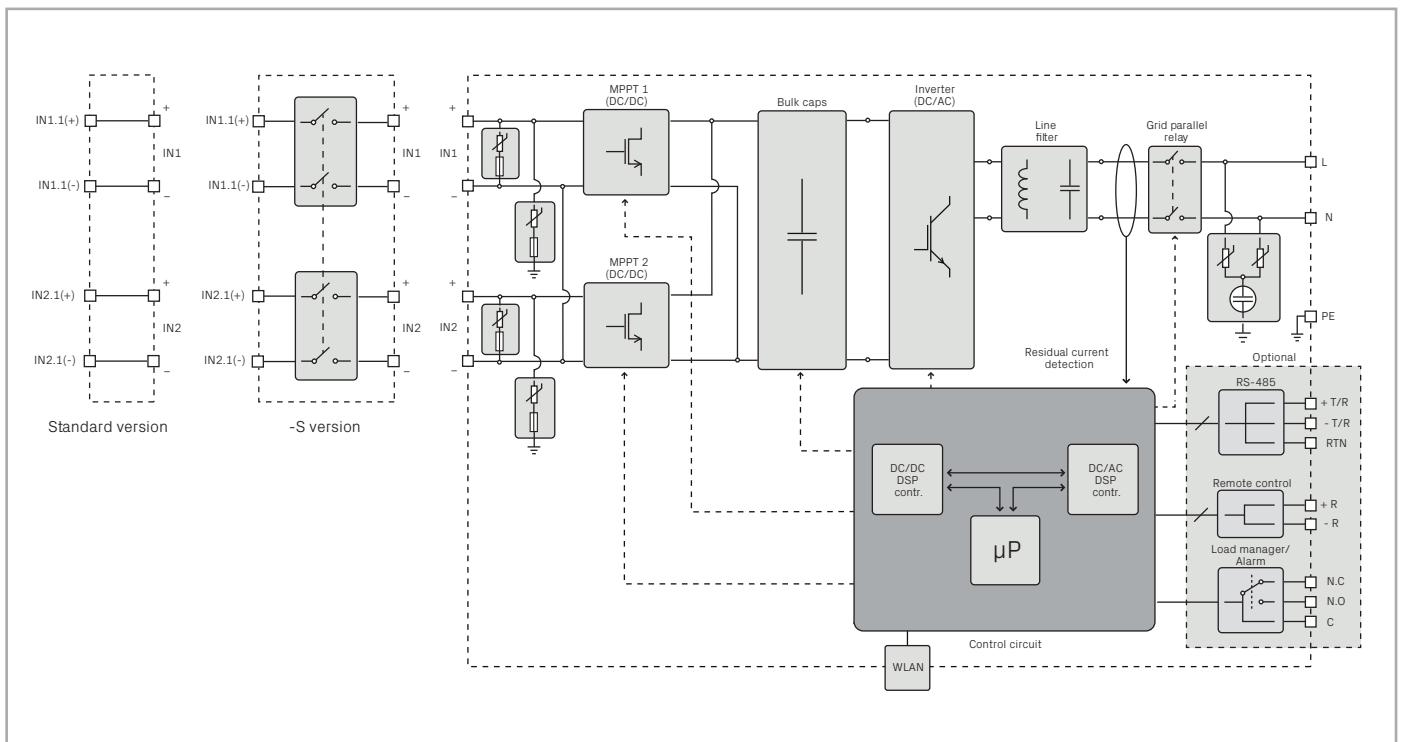 IN1.1(+)
IN1.1(-)
+
IN1
−
IN2.1(+)
IN2.1(-)
+
IN2
−
Standard version
IN1.1(+)
IN1.1(-)
+
IN1
−
IN2.1(+)
IN2.1(-)
+
IN2
−
-S version
+
IN1
−
+
IN2
−
MPPT 1
(DC/DC)
MPPT 2
(DC/DC)
Bulk caps
Inverter
(DC/AC)
Line
filter
Grid parallel
relay
L
N
PE
Residual current
detection
Optional
RS-485
+ T/R
- T/R
RTN
Remote control
+ R
- R
Load manager/
Alarm
N.C
N.O
C
DC/DC
DSP
contr.
DC/AC
DSP
contr.
µP
Control circuit
WLAN